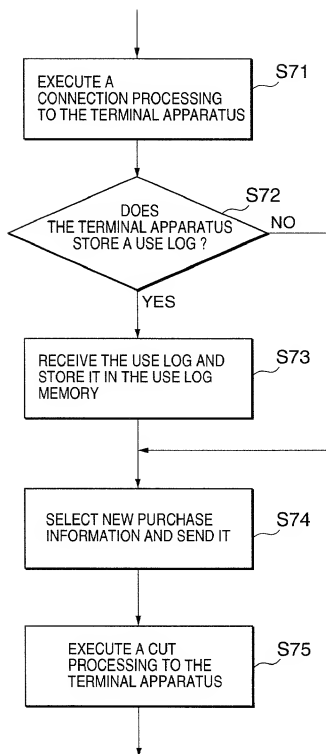 S71
EXECUTE A
CONNECTION PROCESSING
TO THE TERMINAL APPARATUS
S72
DOES
THE TERMINAL APPARATUS
STORE A USE LOG ?
NO
YES
S73
RECEIVE THE USE LOG AND
STORE IT IN THE USE LOG
MEMORY
S74
SELECT NEW PURCHASE
INFORMATION AND SEND IT
S75
EXECUTE A CUT
PROCESSING TO THE
TERMINAL APPARATUS